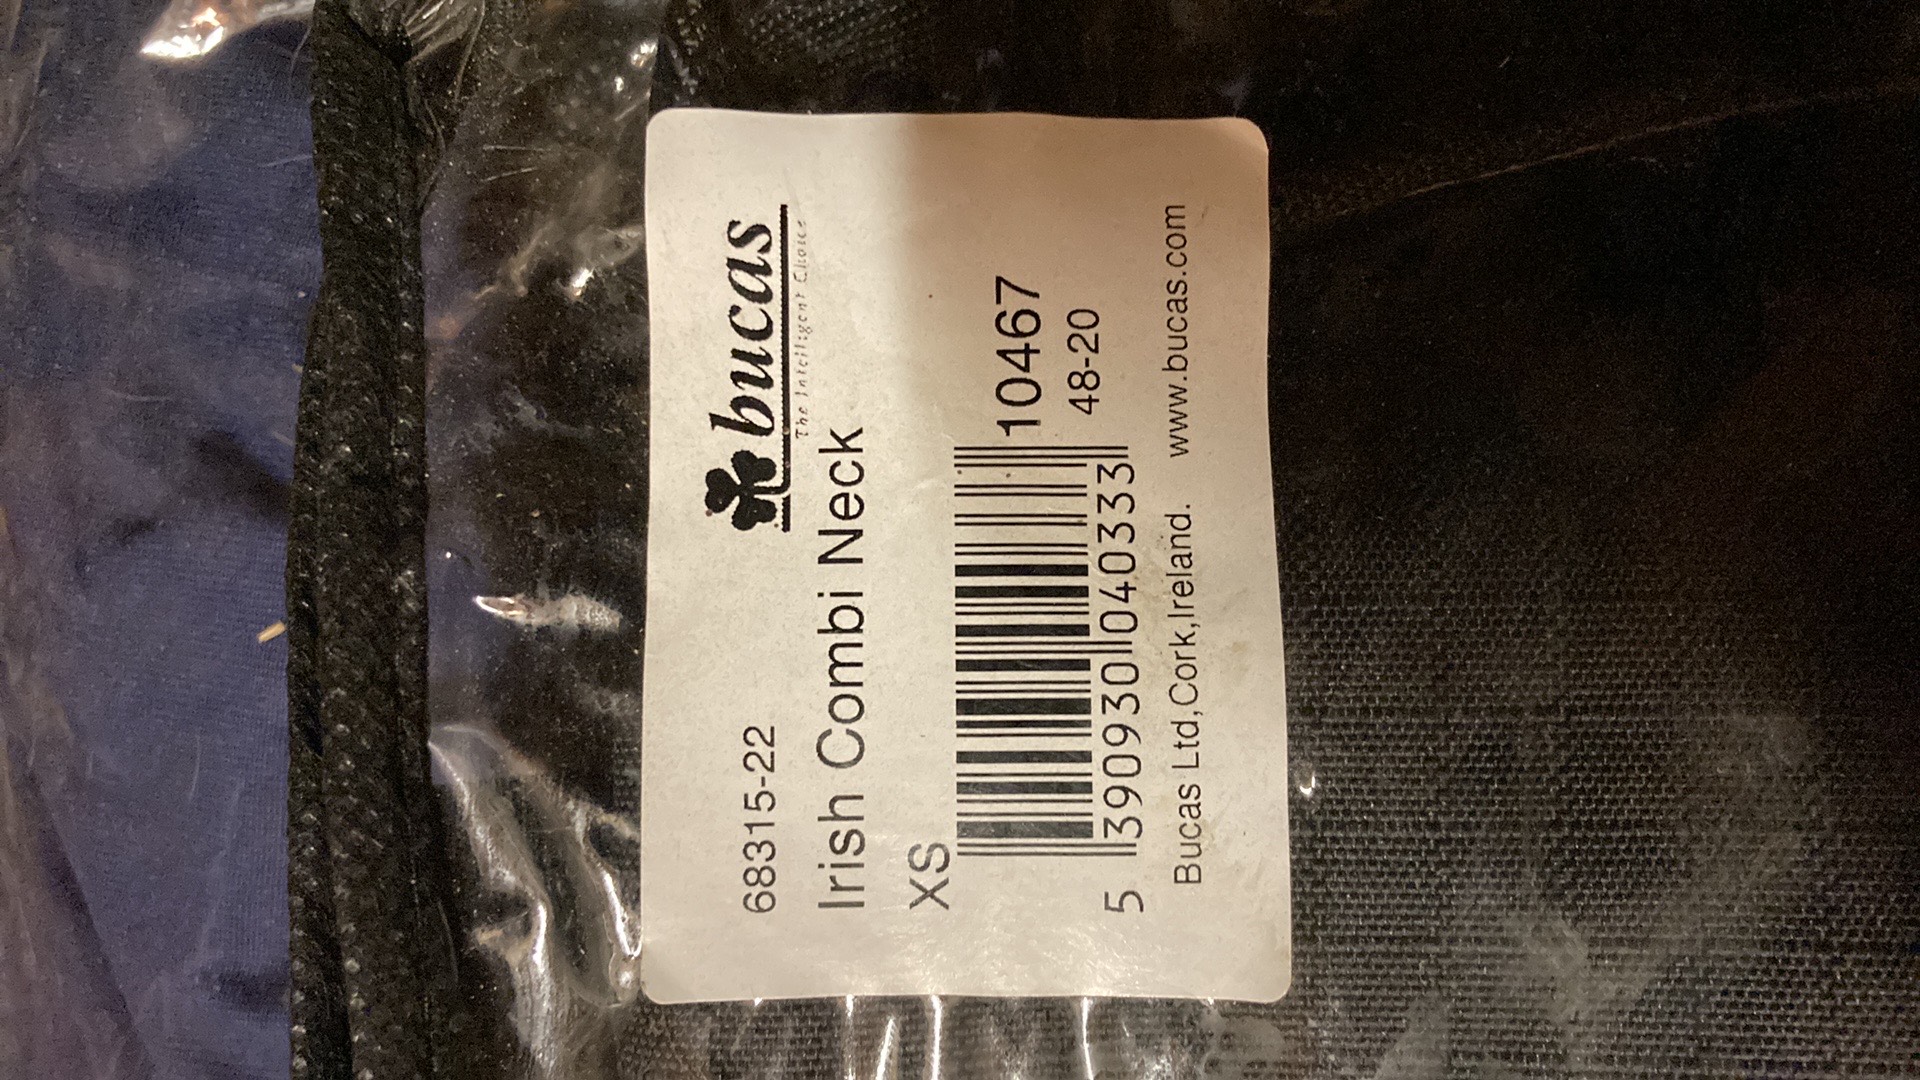 bucas
The Intelligent Choice
68315-22
Irish Combi Neck
XS
10467
48-20
5 390930 040333
Bucas Ltd,Cork,Ireland. www.bucas.com